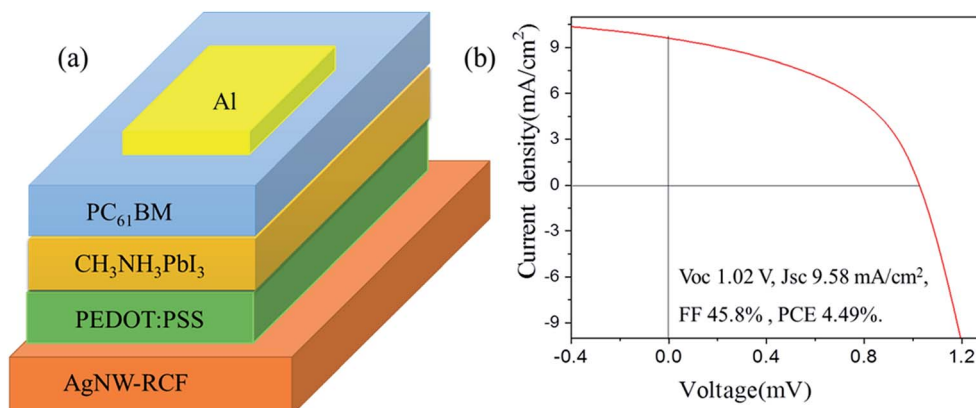 (a)
Al
PC₆₁BM
CH₃NH₃PbI₃
PEDOT:PSS
AgNW-RCF
(b)
Current density(mA/cm²)
9
6
3
0
-3
-6
-9
Voc 1.02 V, Jsc 9.58 mA/cm²,
FF 45.8% , PCE 4.49%.
-0.4 0.0 0.4 0.8 1.2
Voltage(mV)